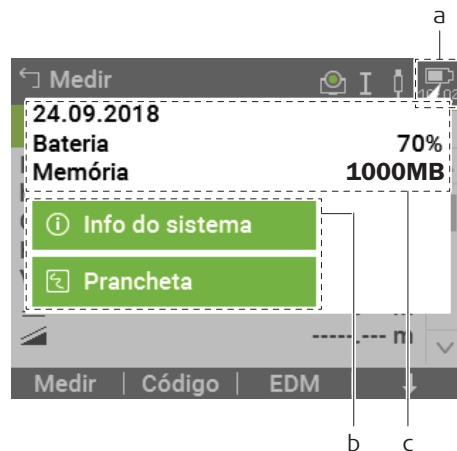 a
Medir
I
24.09.2018
Bateria 70%
Memória 1000MB
Info do sistema
Prancheta
-----.--- m
Medir | Código | EDM
b c